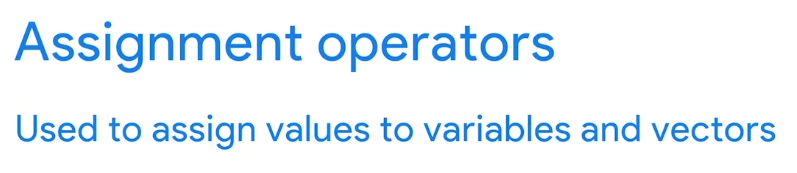 Assignment operators
Used to assign values to variables and vectors